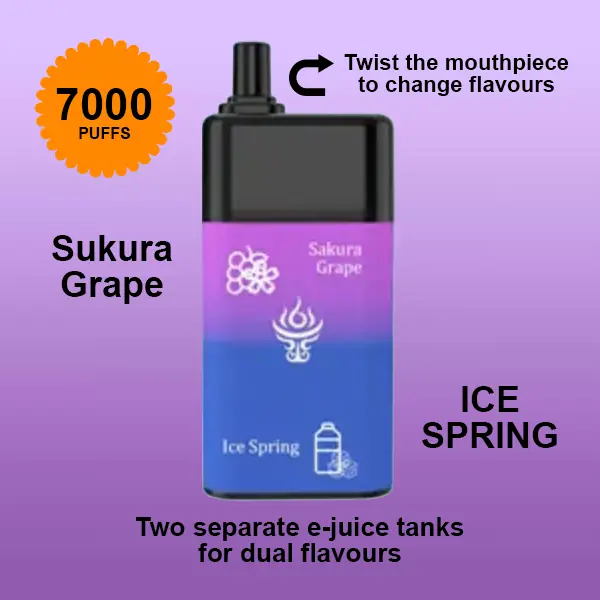 7000
PUFFS
Twist the mouthpiece
to change flavours
Sukura
Grape
Sakura
Grape
Ice Spring
ICE
SPRING
Two separate e-juice tanks
for dual flavours